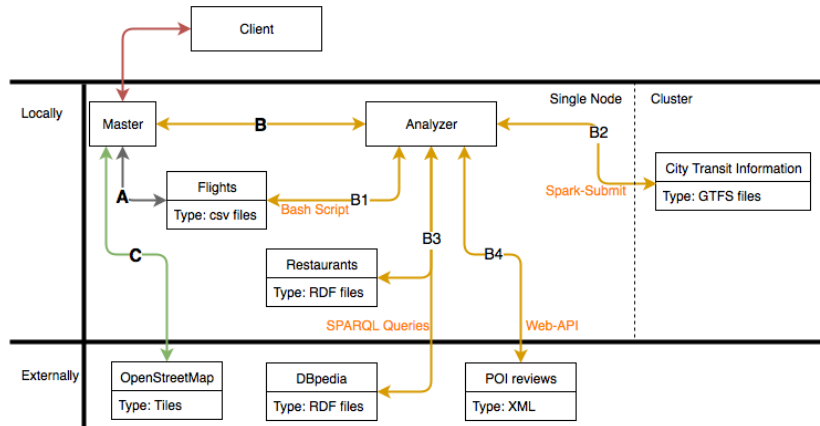 Client
Locally
Single Node
Cluster
Master
B
Analyzer
B2
City Transit Information
Type: GTFS files
Spark-Submit
A
Flights
Type: csv files
Bash Script
B1
C
B3
B4
Restaurants
Type: RDF files
SPARQL Queries
Web-API
Externally
OpenStreetMap
Type: Tiles
DBpedia
Type: RDF files
POI reviews
Type: XML